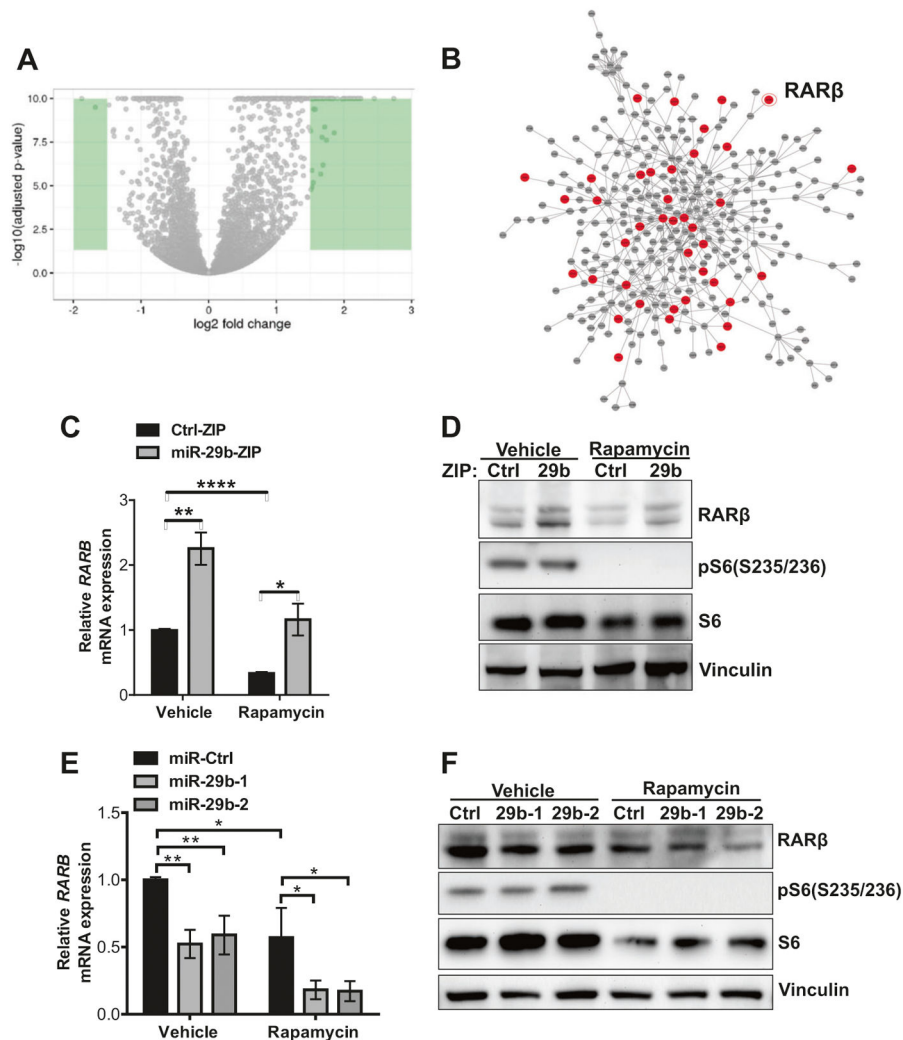 A
-log10(adjusted p-value)
10.0
7.5
5.0
2.5
0.0
-2 -1 0 1 2 3
log2 fold change
B
RARβ
C
Ctrl-ZIP
miR-29b-ZIP
Relative RARB
mRNA expression
3
2
1
0
****
**
*
Vehicle Rapamycin
D
Vehicle Rapamycin
ZIP: Ctrl 29b Ctrl 29b
RARβ
pS6(S235/236)
S6
Vinculin
E
miR-Ctrl
miR-29b-1
miR-29b-2
Relative RARB
mRNA expression
1.5
1.0
0.5
0.0
*
**
**
*
*
Vehicle Rapamycin
F
Vehicle Rapamycin
Ctrl 29b-1 29b-2 Ctrl 29b-1 29b-2
RARβ
pS6(S235/236)
S6
Vinculin